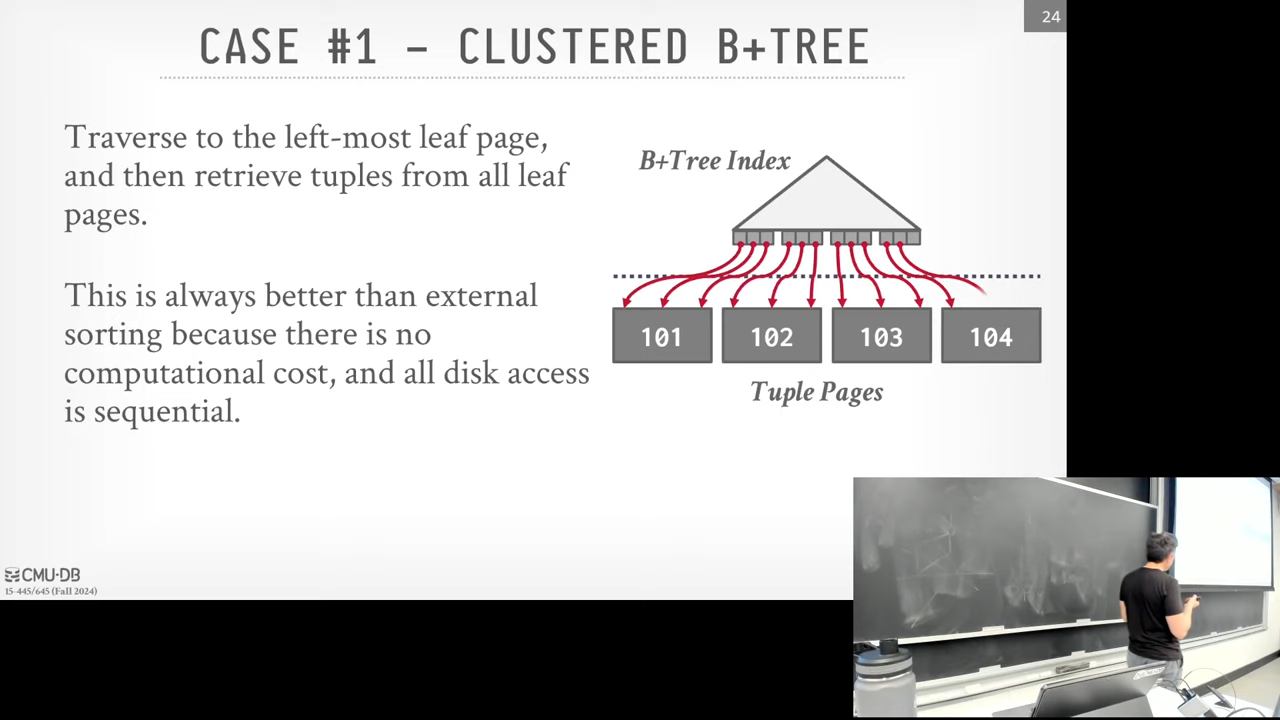 24
CASE #1 – CLUSTERED B+TREE
Traverse to the left-most leaf page,
and then retrieve tuples from all leaf
pages.
This is always better than external
sorting because there is no
computational cost, and all disk access
is sequential.
B+Tree Index
101 102 103 104
Tuple Pages
CMU·DB
15-445/645 (Fall 2024)